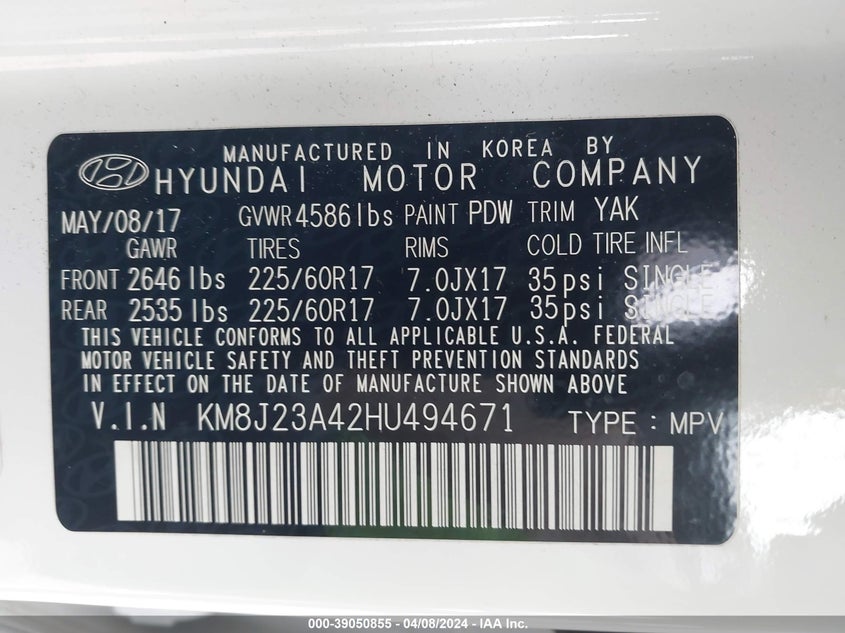 MANUFACTURED IN KOREA BY
HYUNDAI MOTOR COMPANY
MAY/08/17 GVWR 4586 lbs PAINT PDW TRIM YAK
GAWR TIRES RIMS COLD TIRE INFL
FRONT 2646 lbs 225/60R17 7.0JX17 35psi SINGLE
REAR 2535 lbs 225/60R17 7.0JX17 35psi SINGLE
THIS VEHICLE CONFORMS TO ALL APPLICABLE U.S.A. FEDERAL
MOTOR VEHICLE SAFETY AND THEFT PREVENTION STANDARDS
IN EFFECT ON THE DATE OF MANUFACTURE SHOWN ABOVE
V.I.N KM8J23A42HU494671 TYPE : MPV
000-39050855 - 04/08/2024 - IAA Inc.